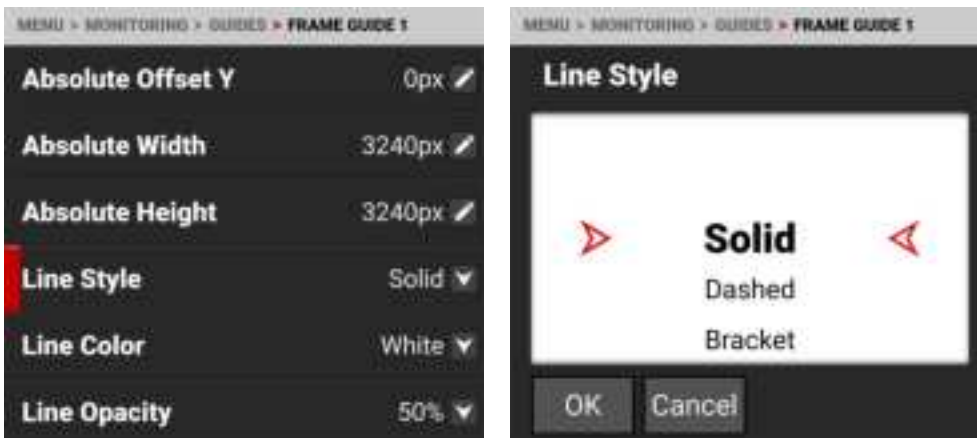 MENU > MONITORING > GUIDES > FRAME GUIDE 1
Absolute Offset Y 0px
Absolute Width 3240px
Absolute Height 3240px
Line Style Solid
Line Color White
Line Opacity 50%
MENU > MONITORING > GUIDES > FRAME GUIDE 1
Line Style
Solid
Dashed
Bracket
OK Cancel